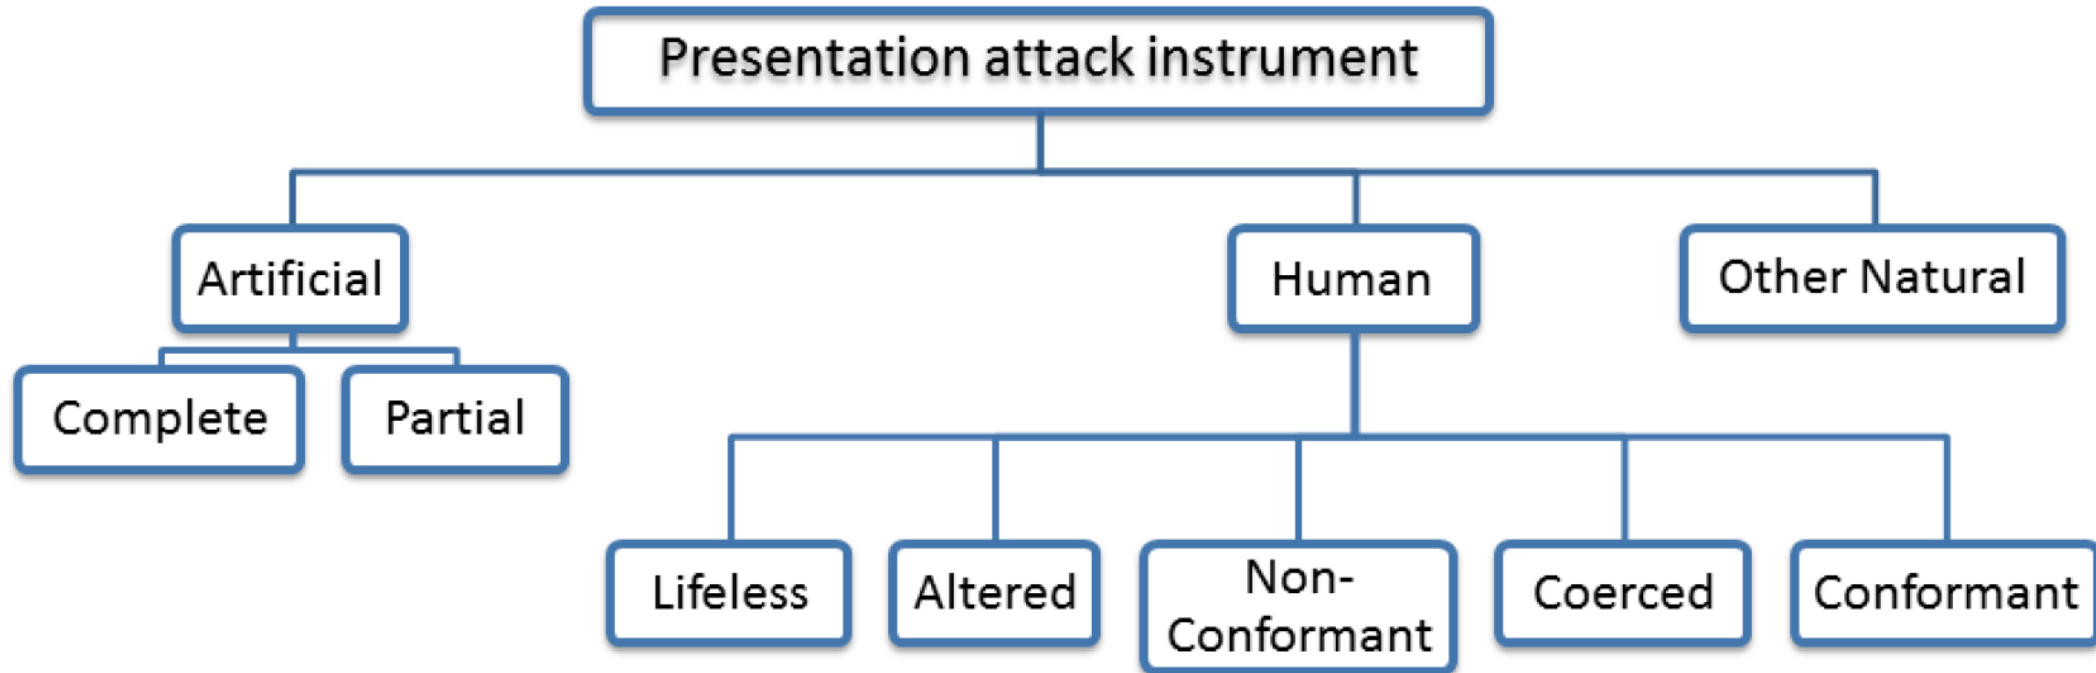 Presentation attack instrument
Artificial
Human
Other Natural
Complete
Partial
Lifeless
Altered
Non-
Conformant
Coerced
Conformant